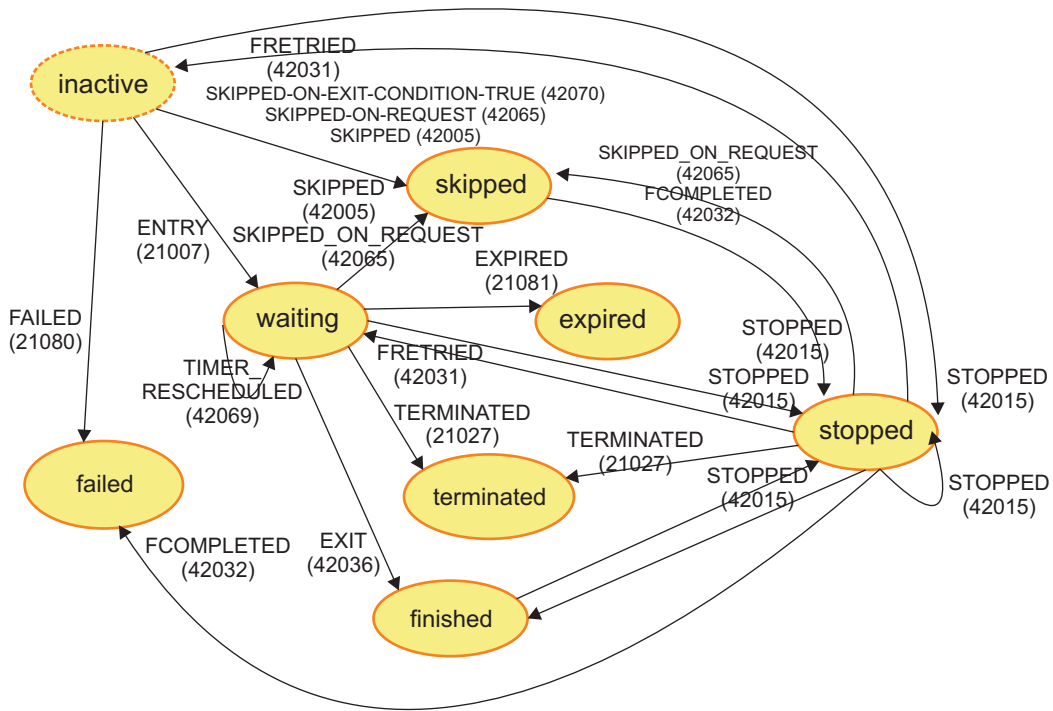 FRETRIED
(42031)
inactive
SKIPPED-ON-EXIT-CONDITION-TRUE (42070)
SKIPPED-ON-REQUEST (42065)
SKIPPED (42005)
SKIPPED_ON_REQUEST
(42065)
FCOMPLETED
(42032)
skipped
SKIPPED
(42005)
SKIPPED_ON_REQUEST
(42065)
ENTRY
(21007)
EXPIRED
(21081)
waiting
expired
FAILED
(21080)
STOPPED
(42015)
FRETRIED
(42031)
TIMER_
RESCHEDULED
(42069)
STOPPED
(42015)
STOPPED
(42015)
TERMINATED
(21027)
TERMINATED
(21027)
stopped
failed
terminated
STOPPED
(42015)
STOPPED
(42015)
FCOMPLETED
(42032)
EXIT
(42036)
finished